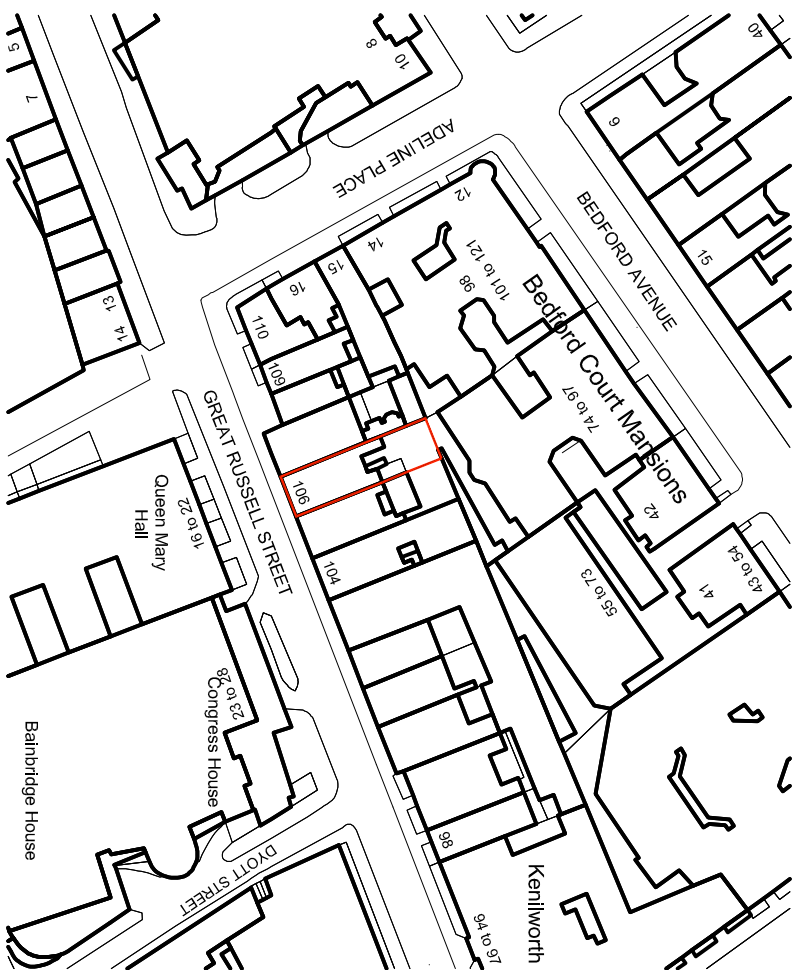 5
7
8
10
40
9
ADELINE PLACE
12
BEDFORD AVENUE
14
15
15
101 to 121
98
16
13
14
110
109
Bedford Court Mansions
74 to 97
GREAT RUSSELL STREET
106
16 to 22
Queen Mary
Hall
42
43 to 54
41
104
55 to 73
23 to 28
Congress House
Bainbridge House
98
DYOTT STREET
Kenilworth
94 to 97